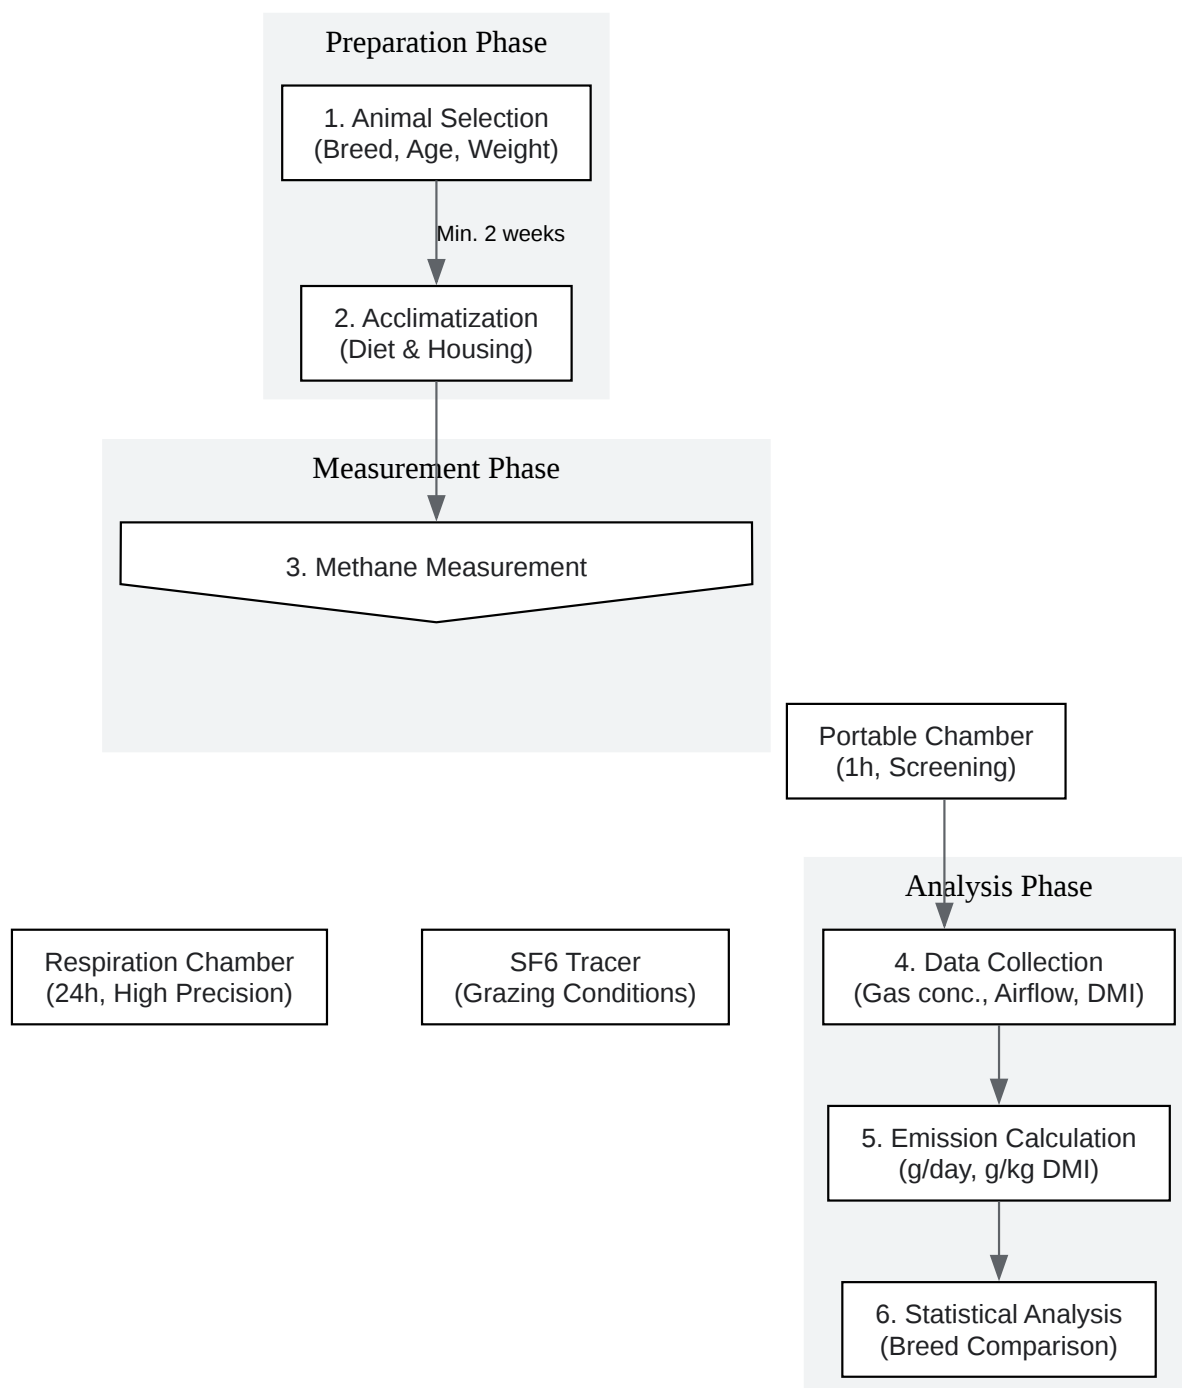 Preparation Phase
1. Animal Selection
(Breed, Age, Weight)
Min. 2 weeks
2. Acclimatization
(Diet & Housing)
Measurement Phase
3. Methane Measurement
Portable Chamber
(1h, Screening)
Respiration Chamber
(24h, High Precision)
SF6 Tracer
(Grazing Conditions)
Analysis Phase
4. Data Collection
(Gas conc., Airflow, DMI)
5. Emission Calculation
(g/day, g/kg DMI)
6. Statistical Analysis
(Breed Comparison)